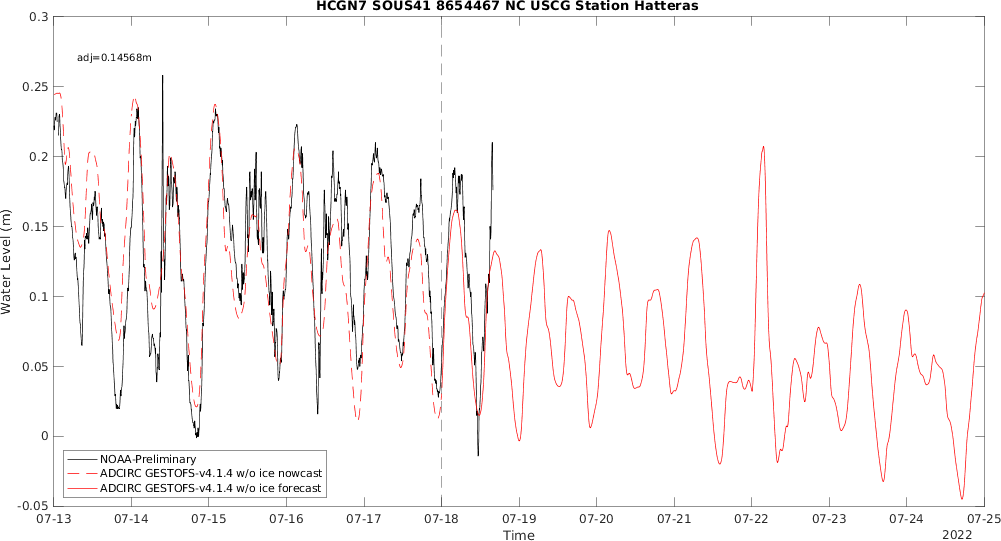 HCGN7 SOUS41 8654467 NC USCG Station Hatteras
adj=0.14568m
0.3
0.25
0.2
0.15
0.1
0.05
0
-0.05
Water Level (m)
NOAA-Preliminary
ADCIRC GESTOFS-v4.1.4 w/o ice nowcast
ADCIRC GESTOFS-v4.1.4 w/o ice forecast
07-13 07-14 07-15 07-16 07-17 07-18 07-19 07-20 07-21 07-22 07-23 07-24 07-25
Time
2022